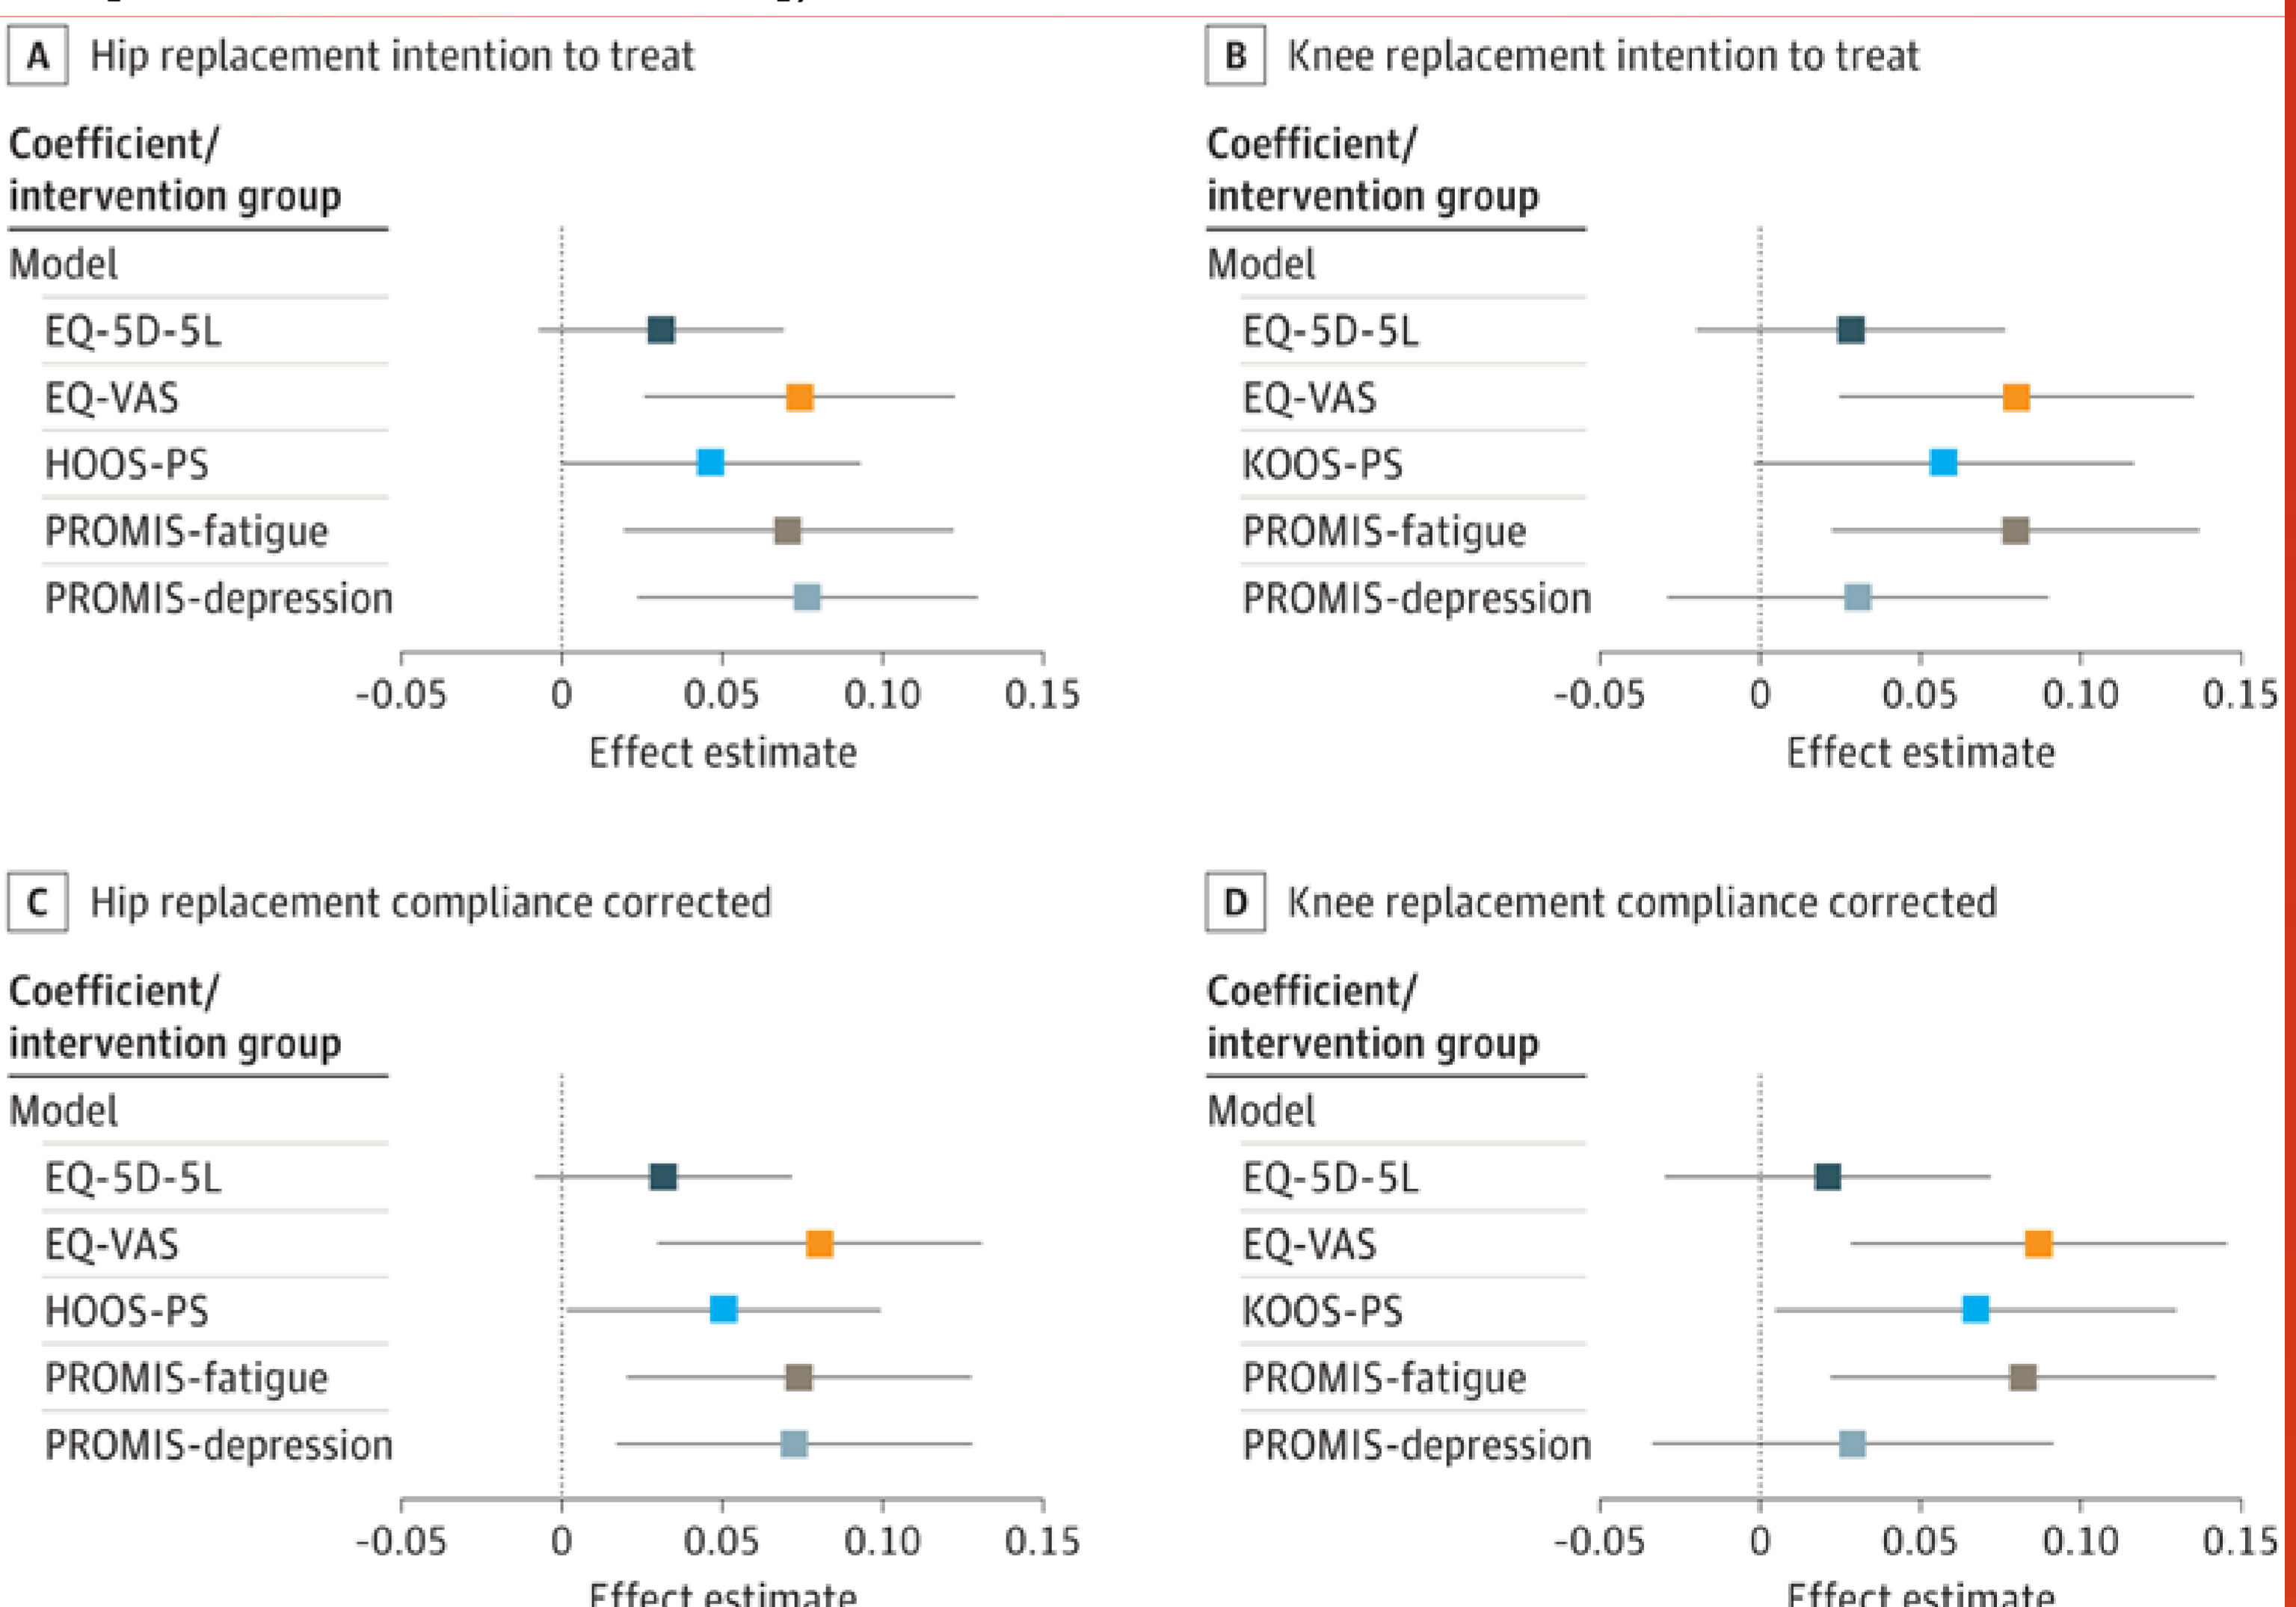 A Hip replacement intention to treat
Coefficient/
intervention group
Model
EQ-5D-5L
EQ-VAS
HOOS-PS
PROMIS-fatigue
PROMIS-depression
-0.05 0 0.05 0.10 0.15
Effect estimate
B Knee replacement intention to treat
Coefficient/
intervention group
Model
EQ-5D-5L
EQ-VAS
KOOS-PS
PROMIS-fatigue
PROMIS-depression
-0.05 0 0.05 0.10 0.15
Effect estimate
C Hip replacement compliance corrected
Coefficient/
intervention group
Model
EQ-5D-5L
EQ-VAS
HOOS-PS
PROMIS-fatigue
PROMIS-depression
-0.05 0 0.05 0.10 0.15
Effect estimate
D Knee replacement compliance corrected
Coefficient/
intervention group
Model
EQ-5D-5L
EQ-VAS
KOOS-PS
PROMIS-fatigue
PROMIS-depression
-0.05 0 0.05 0.10 0.15
Effect estimate